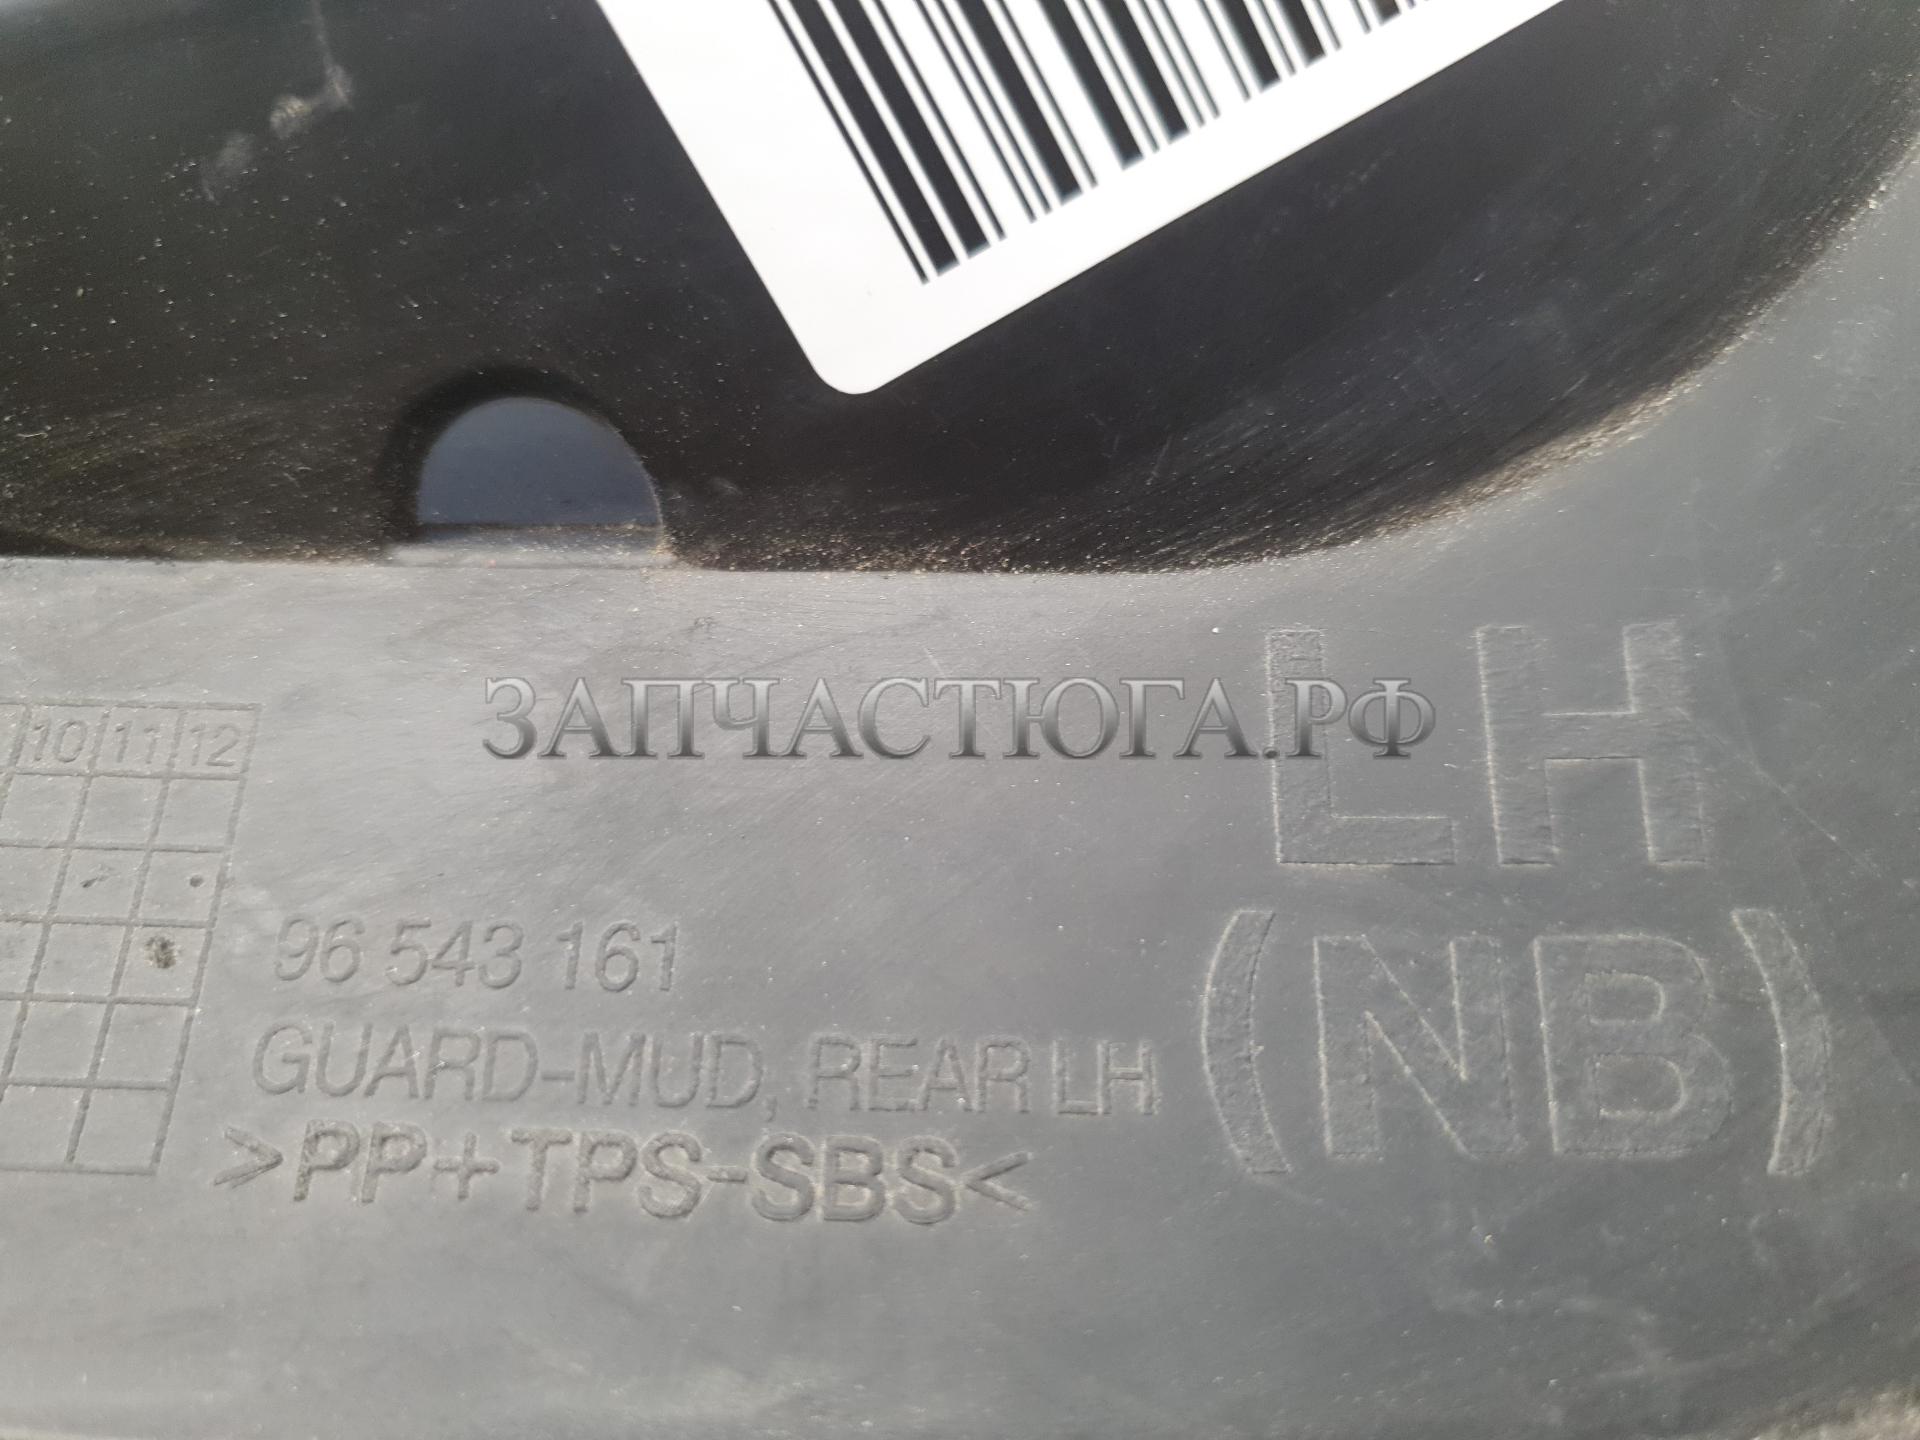 ЗАПЧАСТЮГА.РФ
LH
(NB)
10 11 12
96 543 161
GUARD-MUD, REAR LH
>PP+TPS-SBS<